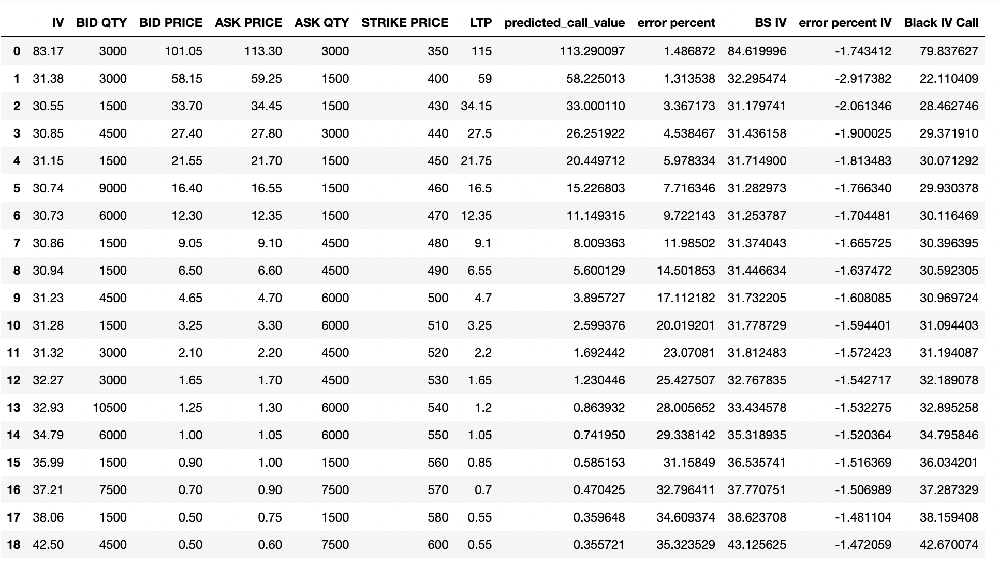 IV BID QTY BID PRICE ASK PRICE ASK QTY STRIKE PRICE LTP predicted_call_value error percent BS IV error percent IV Black IV Call
0 83.17 3000 101.05 113.30 3000 350 115 113.290097 1.486872 84.619996 -1.743412 79.837627
1 31.38 3000 58.15 59.25 1500 400 59 58.225013 1.313538 32.295474 -2.917382 22.110409
2 30.55 1500 33.70 34.45 1500 430 34.15 33.000110 3.367173 31.179741 -2.061346 28.462746
3 30.85 4500 27.40 27.80 3000 440 27.5 26.251922 4.538467 31.436158 -1.900025 29.371910
4 31.15 1500 21.55 21.70 1500 450 21.75 20.449712 5.978334 31.714900 -1.813483 30.071292
5 30.74 9000 16.40 16.55 1500 460 16.5 15.226803 7.716346 31.282973 -1.766340 29.930378
6 30.73 6000 12.30 12.35 1500 470 12.35 11.149315 9.722143 31.253787 -1.704481 30.116469
7 30.86 1500 9.05 9.10 4500 480 9.1 8.009363 11.98502 31.374043 -1.665725 30.396395
8 30.94 1500 6.50 6.60 4500 490 6.55 5.600129 14.501853 31.446634 -1.637472 30.592305
9 31.23 4500 4.65 4.70 6000 500 4.7 3.895727 17.112182 31.732205 -1.608085 30.969724
10 31.28 1500 3.25 3.30 6000 510 3.25 2.599376 20.019201 31.778729 -1.594401 31.094403
11 31.32 3000 2.10 2.20 4500 520 2.2 1.692442 23.07081 31.812483 -1.572423 31.194087
12 32.27 3000 1.65 1.70 4500 530 1.65 1.230446 25.427507 32.767835 -1.542717 32.189078
13 32.93 10500 1.25 1.30 6000 540 1.2 0.863932 28.005652 33.434578 -1.532275 32.895258
14 34.79 6000 1.00 1.05 6000 550 1.05 0.741950 29.338142 35.318935 -1.520364 34.795846
15 35.99 1500 0.90 1.00 1500 560 0.85 0.585153 31.15849 36.535741 -1.516369 36.034201
16 37.21 7500 0.70 0.90 7500 570 0.7 0.470425 32.796411 37.770751 -1.506989 37.287329
17 38.06 1500 0.50 0.75 1500 580 0.55 0.359648 34.609374 38.623708 -1.481104 38.159408
18 42.50 4500 0.50 0.60 7500 600 0.55 0.355721 35.323529 43.125625 -1.472059 42.670074